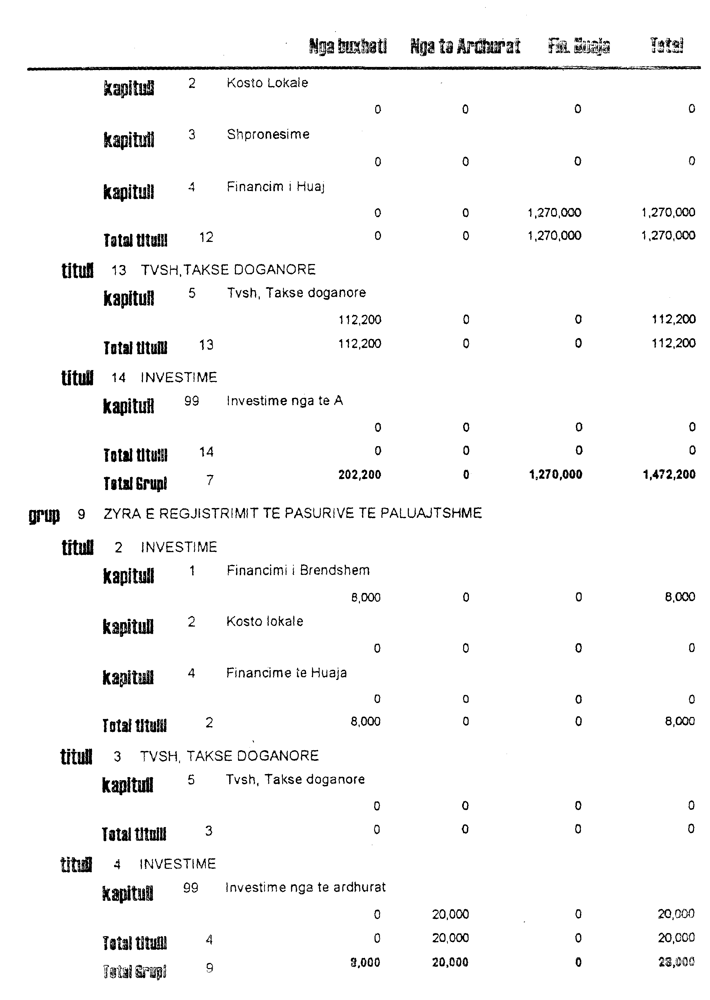 Nga buxheti Nga te Ardhurat Fin. Huaja Total
kapitull 2 Kosto Lokale
0 0 0 0
kapitull 3 Shpronesime
0 0 0 0
kapitull 4 Financim i Huaj
0 0 1,270,000 1,270,000
Total titulli 12 0 0 1,270,000 1,270,000
titull 13 TVSH,TAKSE DOGANORE
kapitull 5 Tvsh, Takse doganore
112,200 0 0 112,200
Total titulli 13 112,200 0 0 112,200
titull 14 INVESTIME
kapitull 99 Investime nga te A
0 0 0 0
Total titulli 14 0 0 0 0
Total Grupi 7 202,200 0 1,270,000 1,472,200
grup 9 ZYRA E REGJISTRIMIT TE PASURIVE TE PALUAJTSHME
titull 2 INVESTIME
kapitull 1 Financimi i Brendshem
8,000 0 0 8,000
kapitull 2 Kosto lokale
0 0 0 0
kapitull 4 Financime te Huaja
0 0 0 0
Total titulli 2 8,000 0 0 8,000
titull 3 TVSH, TAKSE DOGANORE
kapitull 5 Tvsh, Takse doganore
0 0 0 0
Total titulli 3 0 0 0 0
titull 4 INVESTIME
kapitull 99 Investime nga te ardhurat
0 20,000 0 20,000
Total titulli 4 0 20,000 0 20,000
Total Grupi 9 8,000 20,000 0 28,000